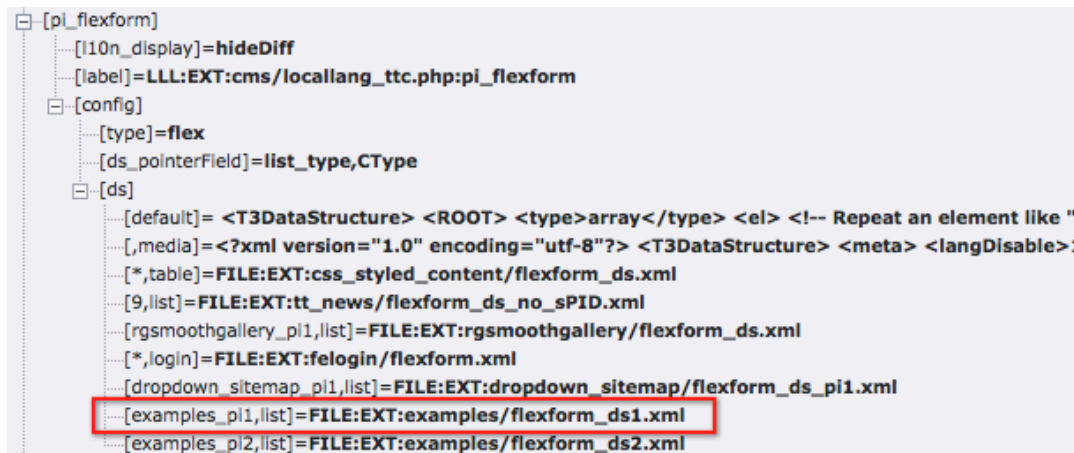 [pi_flexform]
[l10n_display]=hideDiff
[label]=LLL:EXT:cms/locallang_ttc.php:pi_flexform
[config]
[type]=flex
[ds_pointerField]=list_type,CType
[ds]
[default]= <T3DataStructure> <ROOT> <type>array</type> <el> <!-- Repeat an element like "
[,media]=<?xml version="1.0" encoding="utf-8"?> <T3DataStructure> <meta> <langDisable>
[*,table]=FILE:EXT:css_styled_content/flexform_ds.xml
[9,list]=FILE:EXT:tt_news/flexform_ds_no_sPID.xml
[rgsmoothgallery_pi1,list]=FILE:EXT:rgsmoothgallery/flexform_ds.xml
[*,login]=FILE:EXT:felogin/flexform.xml
[dropdown_sitemap_pi1,list]=FILE:EXT:dropdown_sitemap/flexform_ds_pi1.xml
[examples_pi1,list]=FILE:EXT:examples/flexform_ds1.xml
[examples_pi2,list]=FILE:EXT:examples/flexform_ds2.xml